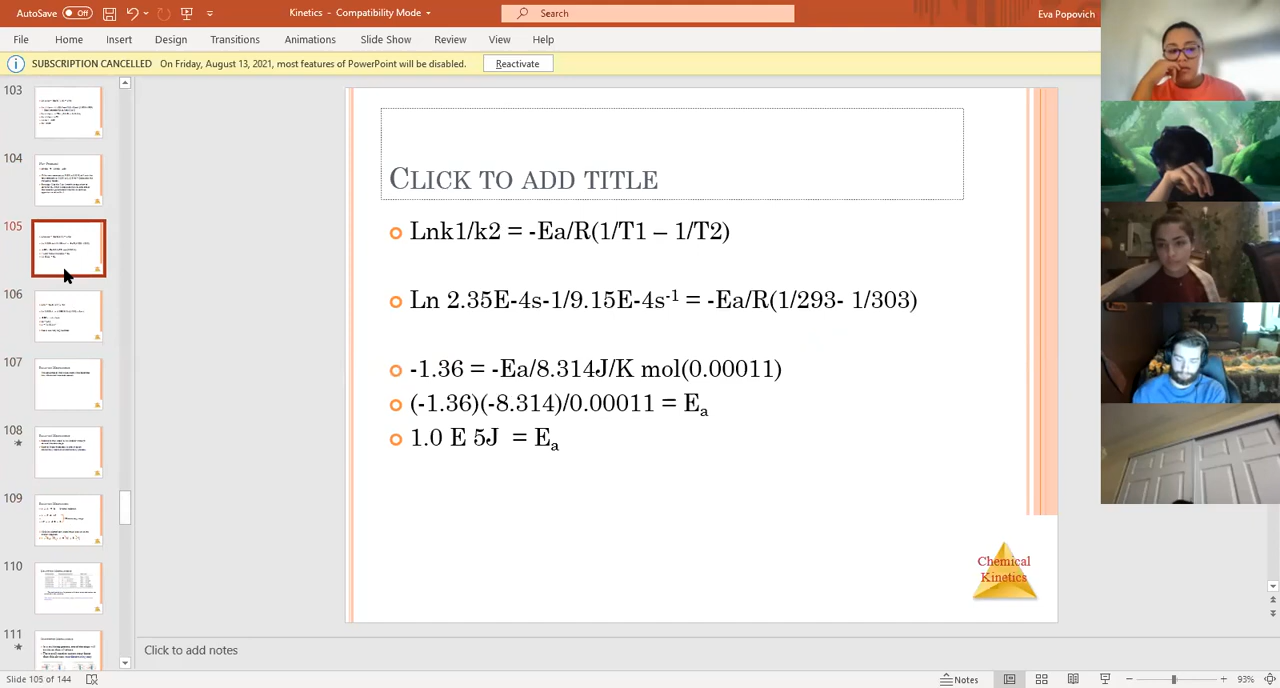 AutoSave Off Kinetics - Compatibility Mode Search Eva Popovich
File Home Insert Design Transitions Animations Slide Show Review View Help
SUBSCRIPTION CANCELLED On Friday, August 13, 2021, most features of PowerPoint will be disabled. Reactivate
103
104
105
106
107
108
109
110
111
CLICK TO ADD TITLE
Lnk1/k2 = -Ea/R(1/T1 – 1/T2)
Ln 2.35E-4s-1/9.15E-4s⁻¹ = -Ea/R(1/293- 1/303)
-1.36 = -Ea/8.314J/K mol(0.00011)
(-1.36)(-8.314)/0.00011 = Eₐ
1.0 E 5J = Eₐ
Chemical
Kinetics
Click to add notes
Slide 105 of 144 Notes 93%